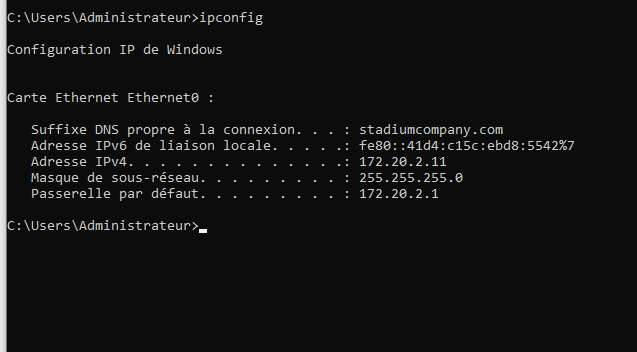 C:\Users\Administrateur>ipconfig
Configuration IP de Windows
Carte Ethernet Ethernet0 :
Suffixe DNS propre à la connexion. . . : stadiumcompany.com
Adresse IPv6 de liaison locale. . . . .: fe80::41d4:c15c:ebd8:5542%7
Adresse IPv4. . . . . . . . . . . . . .: 172.20.2.11
Masque de sous-réseau. . . . . . . . . : 255.255.255.0
Passerelle par défaut. . . . . . . . . : 172.20.2.1
C:\Users\Administrateur>